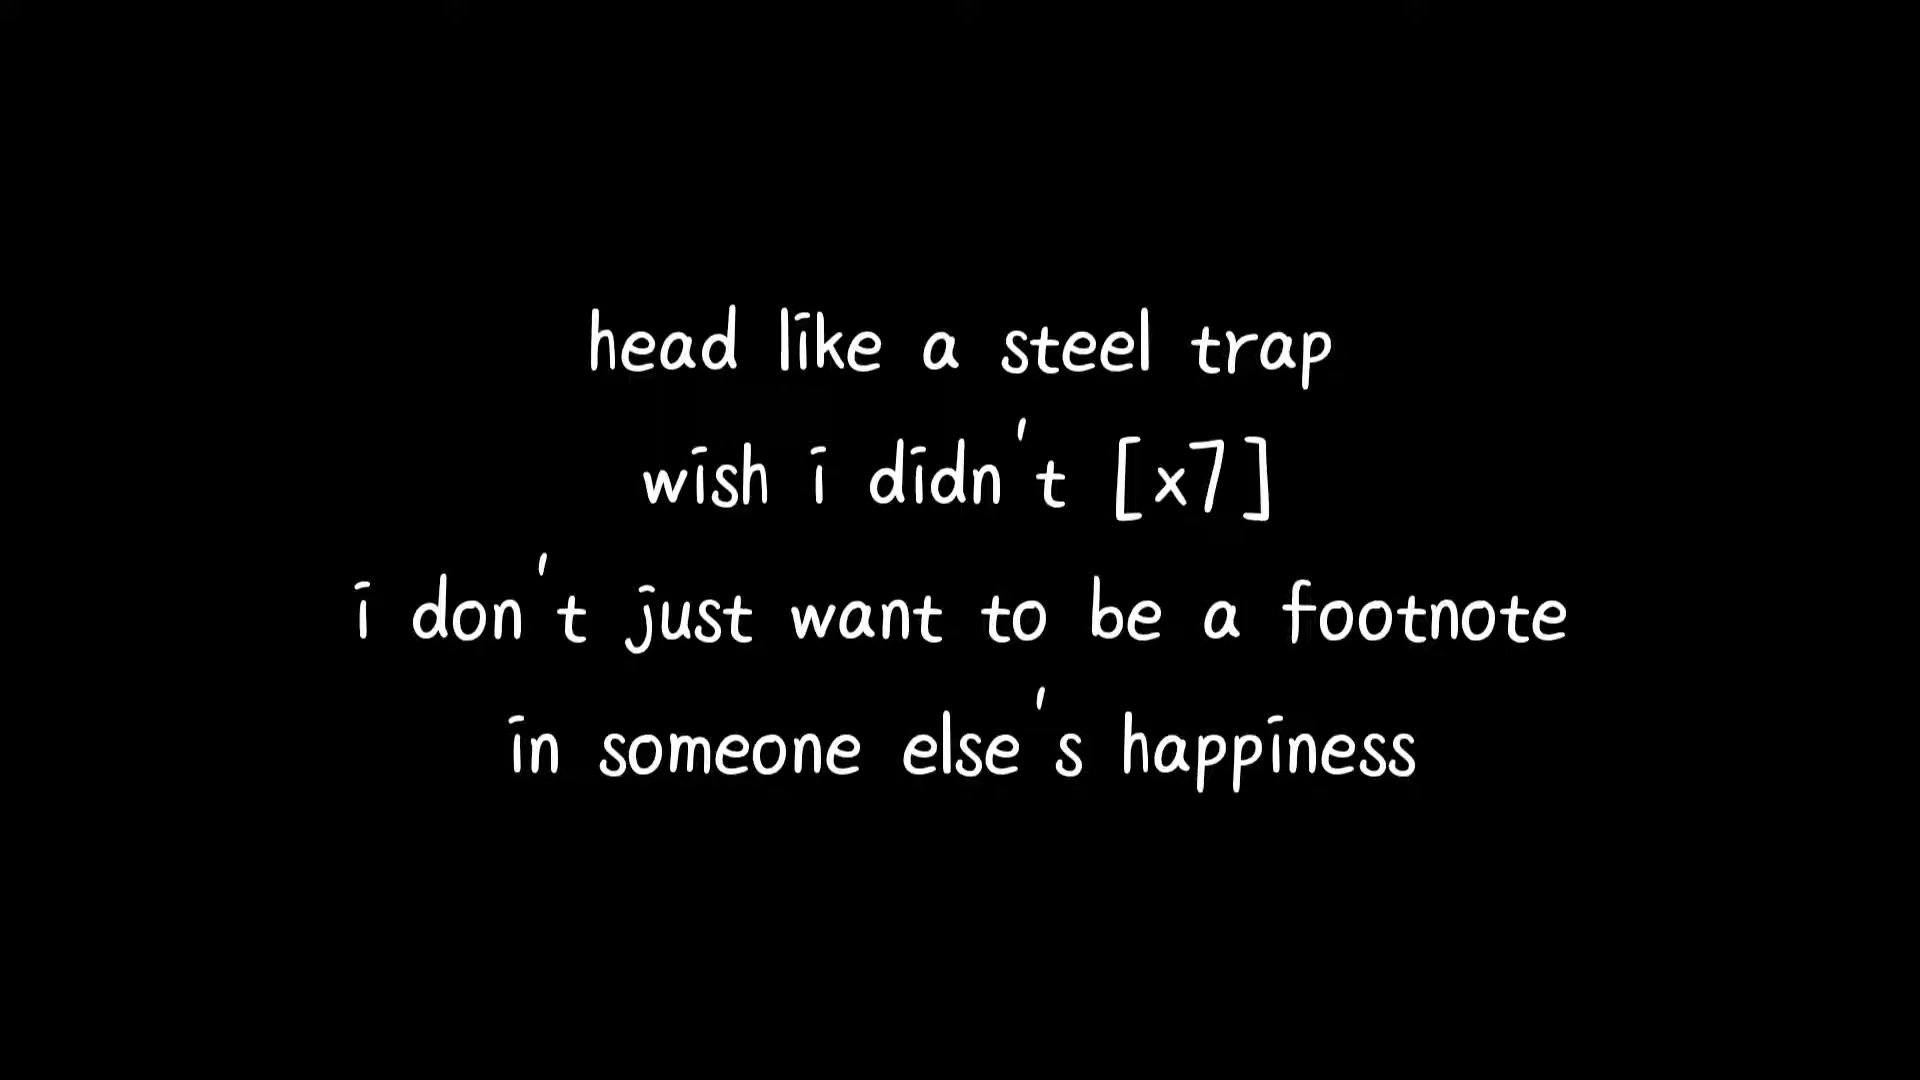 head like a steel trap
wish i didn't [x7]
i don't just want to be a footnote
in someone else's happiness